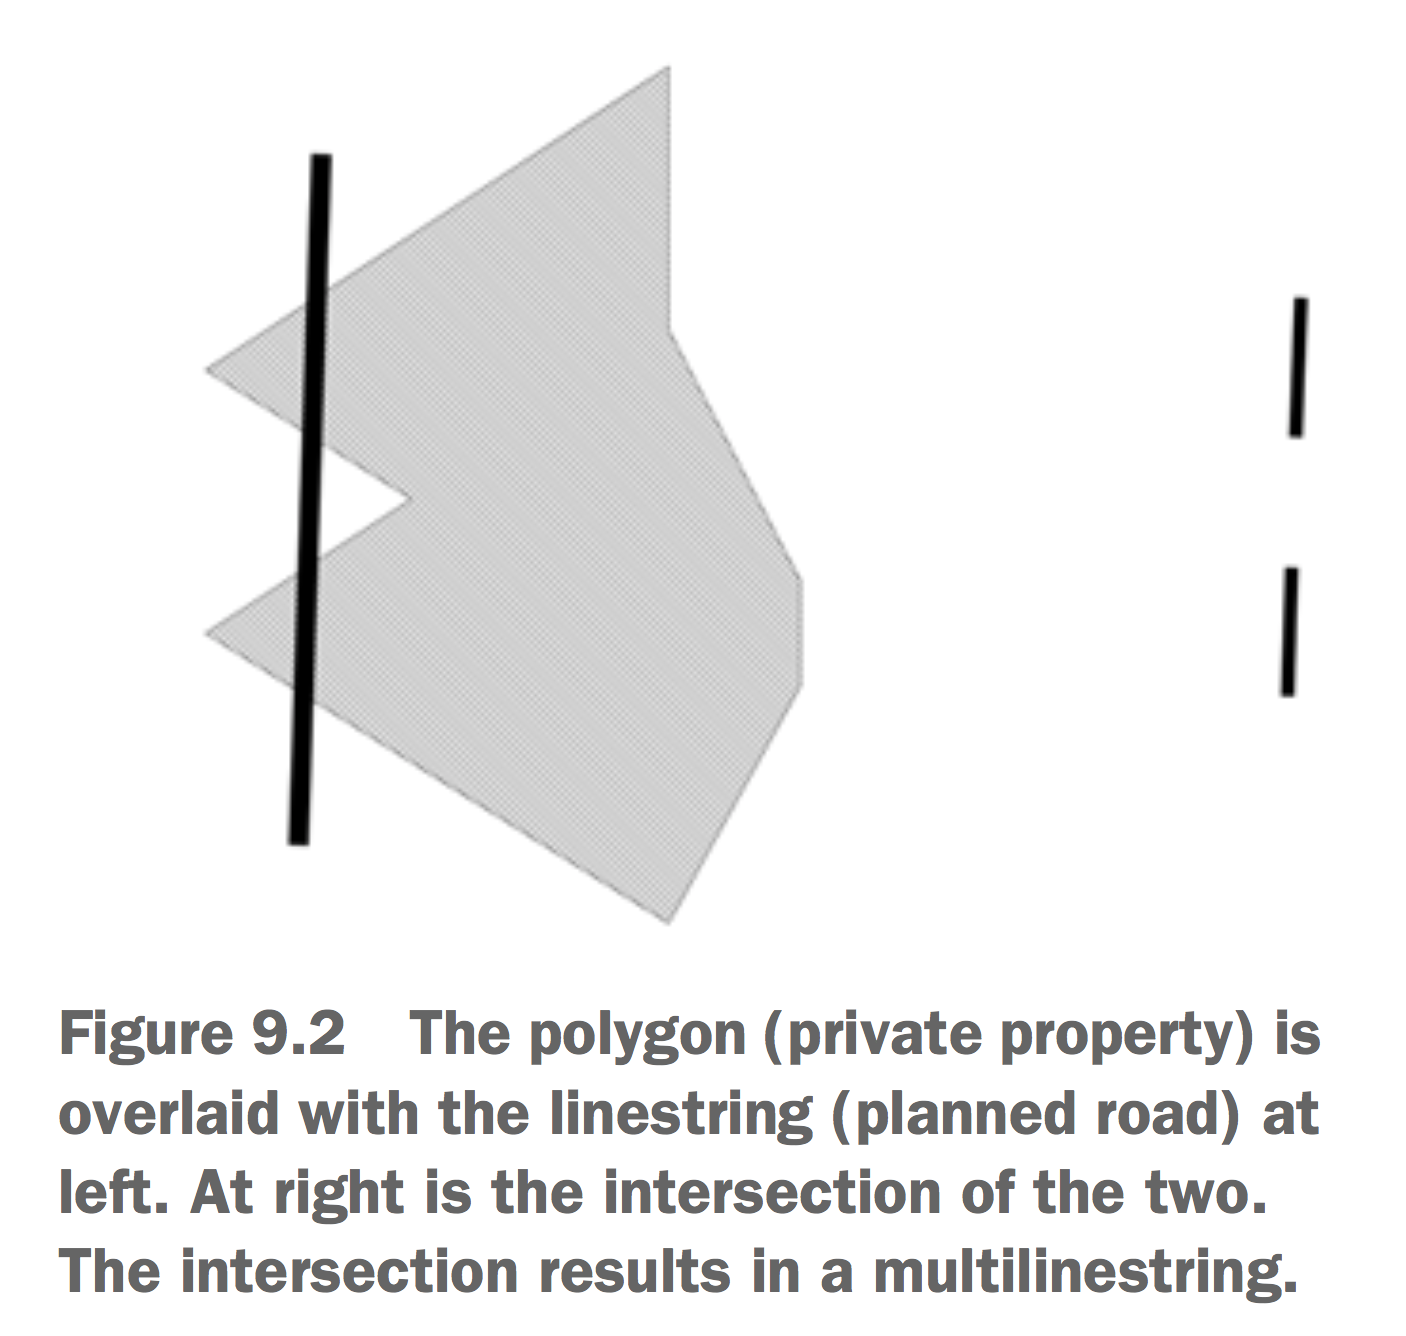 Figure 9.2 The polygon (private property) is
overlaid with the linestring (planned road) at
left. At right is the intersection of the two.
The intersection results in a multilinestring.